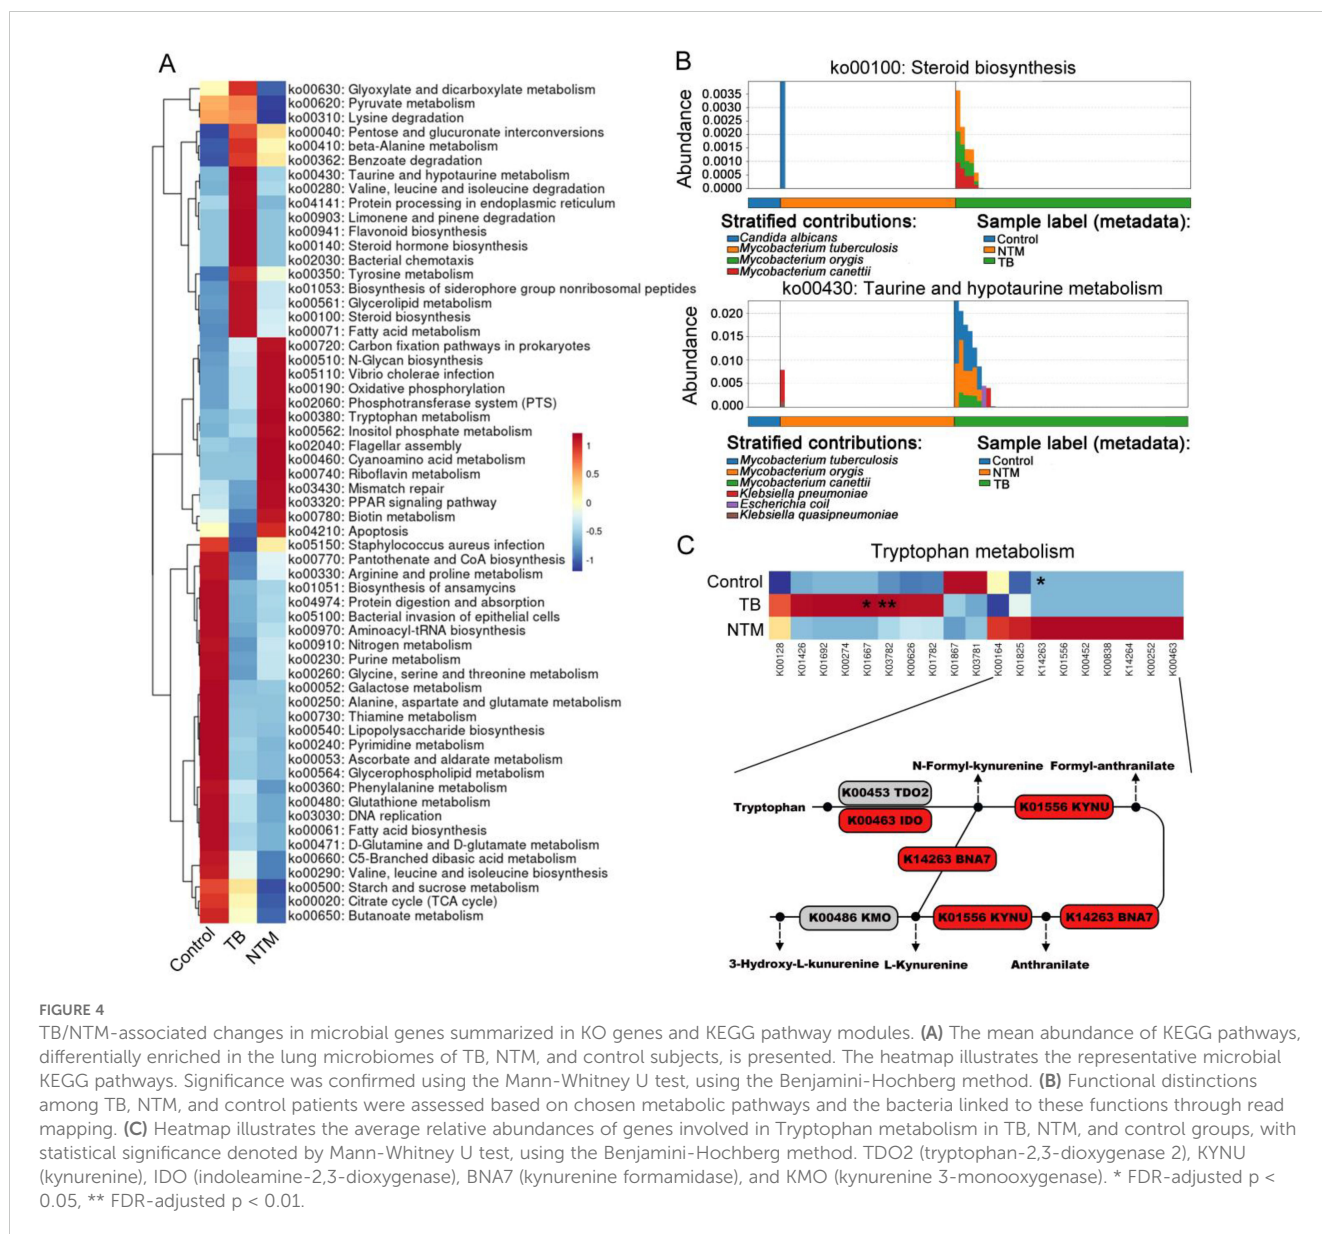 A
ko00630: Glyoxylate and dicarboxylate metabolism
ko00620: Pyruvate metabolism
ko00310: Lysine degradation
ko00040: Pentose and glucuronate interconversions
ko00410: beta-Alanine metabolism
ko00362: Benzoate degradation
ko00430: Taurine and hypotaurine metabolism
ko00280: Valine, leucine and isoleucine degradation
ko04141: Protein processing in endoplasmic reticulum
ko00903: Limonene and pinene degradation
ko00941: Flavonoid biosynthesis
ko00140: Steroid hormone biosynthesis
ko02030: Bacterial chemotaxis
ko00350: Tyrosine metabolism
ko01053: Biosynthesis of siderophore group nonribosomal peptides
ko00561: Glycerolipid metabolism
ko00100: Steroid biosynthesis
ko00071: Fatty acid metabolism
ko00720: Carbon fixation pathways in prokaryotes
ko00510: N-Glycan biosynthesis
ko05110: Vibrio cholerae infection
ko00190: Oxidative phosphorylation
ko02060: Phosphotransferase system (PTS)
ko00380: Tryptophan metabolism
ko00562: Inositol phosphate metabolism
ko02040: Flagellar assembly
ko00460: Cyanoamino acid metabolism
ko00740: Riboflavin metabolism
ko03430: Mismatch repair
ko03320: PPAR signaling pathway
ko00780: Biotin metabolism
ko04210: Apoptosis
ko05150: Staphylococcus aureus infection
ko00770: Pantothenate and CoA biosynthesis
ko00330: Arginine and proline metabolism
ko01051: Biosynthesis of ansamycins
ko04974: Protein digestion and absorption
ko05100: Bacterial invasion of epithelial cells
ko00970: Aminoacyl-tRNA biosynthesis
ko00910: Nitrogen metabolism
ko00230: Purine metabolism
ko00260: Glycine, serine and threonine metabolism
ko00052: Galactose metabolism
ko00250: Alanine, aspartate and glutamate metabolism
ko00730: Thiamine metabolism
ko00540: Lipopolysaccharide biosynthesis
ko00240: Pyrimidine metabolism
ko00053: Ascorbate and aldarate metabolism
ko00564: Glycerophospholipid metabolism
ko00360: Phenylalanine metabolism
ko00480: Glutathione metabolism
ko03030: DNA replication
ko00061: Fatty acid biosynthesis
ko00471: D-Glutamine and D-glutamate metabolism
ko00660: C5-Branched dibasic acid metabolism
ko00290: Valine, leucine and isoleucine biosynthesis
ko00500: Starch and sucrose metabolism
ko00020: Citrate cycle (TCA cycle)
ko00650: Butanoate metabolism
Control TB NTM
1
0.5
0
-0.5
-1
B
ko00100: Steroid biosynthesis
Abundance
0.0035
0.0030
0.0025
0.0020
0.0015
0.0010
0.0005
0.0000
Stratified contributions:
Candida albicans
Mycobacterium tuberculosis
Mycobacterium orygis
Mycobacterium canettii
Sample label (metadata):
Control
NTM
TB
ko00430: Taurine and hypotaurine metabolism
Abundance
0.020
0.015
0.010
0.005
0.000
Stratified contributions:
Mycobacterium tuberculosis
Mycobacterium orygis
Mycobacterium canettii
Klebsiella pneumoniae
Escherichia coil
Klebsiella quasipneumoniae
Sample label (metadata):
Control
NTM
TB
C
Tryptophan metabolism
Control *
TB * **
NTM
K00128 K01426 K01692 K00274 K01667 K03782 K00626 K01782 K01867 K03781 K00164 K01825 K14263 K01556 K00452 K00838 K14264 K00252 K00463
N-Formyl-kynurenine Formyl-anthranilate
K00453 TDO2
Tryptophan
K01556 KYNU
K00463 IDO
K14263 BNA7
K00486 KMO K01556 KYNU K14263 BNA7
3-Hydroxy-L-kunurenine L-Kynurenine Anthranilate
FIGURE 4
TB/NTM-associated changes in microbial genes summarized in KO genes and KEGG pathway modules. (A) The mean abundance of KEGG pathways,
differentially enriched in the lung microbiomes of TB, NTM, and control subjects, is presented. The heatmap illustrates the representative microbial
KEGG pathways. Significance was confirmed using the Mann-Whitney U test, using the Benjamini-Hochberg method. (B) Functional distinctions
among TB, NTM, and control patients were assessed based on chosen metabolic pathways and the bacteria linked to these functions through read
mapping. (C) Heatmap illustrates the average relative abundances of genes involved in Tryptophan metabolism in TB, NTM, and control groups, with
statistical significance denoted by Mann-Whitney U test, using the Benjamini-Hochberg method. TDO2 (tryptophan-2,3-dioxygenase 2), KYNU
(kynurenine), IDO (indoleamine-2,3-dioxygenase), BNA7 (kynurenine formamidase), and KMO (kynurenine 3-monooxygenase). * FDR-adjusted p <
0.05, ** FDR-adjusted p < 0.01.